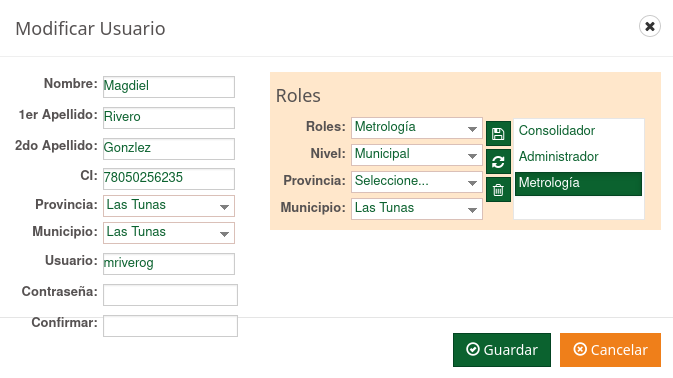 Modificar Usuario
Nombre: Magdiel
1er Apellido: Rivero
2do Apellido: Gonzlez
CI: 78050256235
Provincia: Las Tunas
Municipio: Las Tunas
Usuario: mriverog
Contraseña:
Confirmar:
Roles
Roles: Metrología
Nivel: Municipal
Provincia: Seleccione...
Municipio: Las Tunas
Consolidador
Administrador
Metrología
Guardar
Cancelar